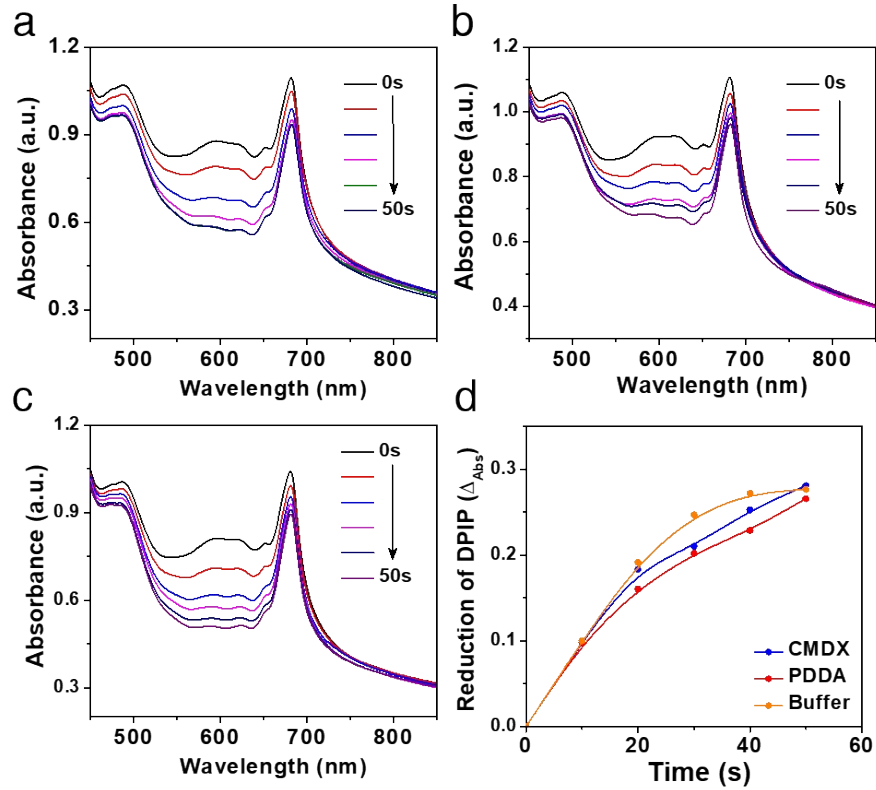 a
1.2
0.9
0.6
0.3
Absorbance (a.u.)
0s
50s
500
600
700
800
Wavelength (nm)
b
1.2
1.0
0.8
0.6
0.4
Absorbance (a.u.)
0s
50s
500
600
700
800
Wavelength (nm)
c
1.2
0.9
0.6
0.3
Absorbance (a.u.)
0s
50s
500
600
700
800
Wavelength (nm)
d
0.3
0.2
0.1
0.0
Reduction of DPIP (ΔAbs)
CMDX
PDDA
Buffer
0
20
40
60
Time (s)